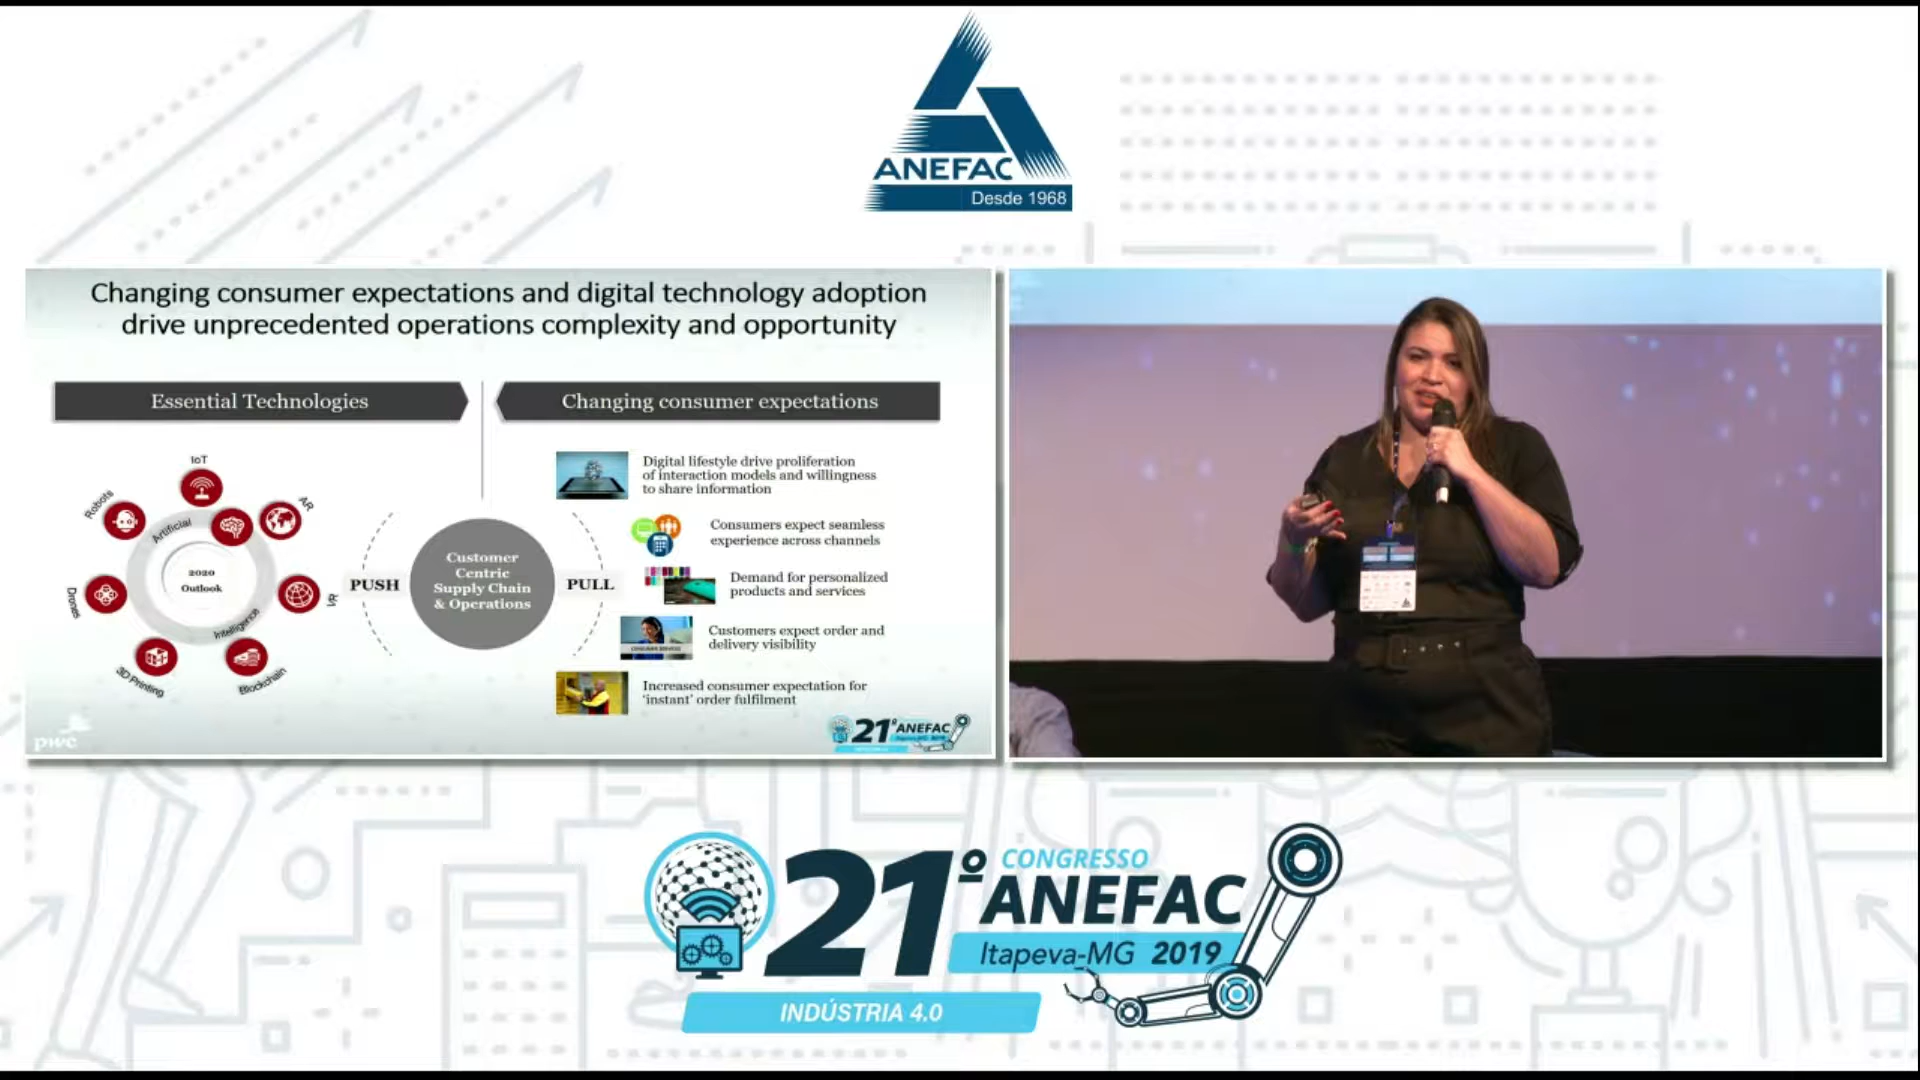 ANEFAC
Desde 1968
Changing consumer expectations and digital technology adoption
drive unprecedented operations complexity and opportunity
Essential Technologies
IoT
AR
VR
Blockchain
3D Printing
Drones
Robots
Artificial
Intelligence
2020
Outlook
PUSH
Customer
Centric
Supply Chain
& Operations
PULL
Changing consumer expectations
Digital lifestyle drive proliferation
of interaction models and willingness
to share information
Consumers expect seamless
experience across channels
Demand for personalized
products and services
Customers expect order and
delivery visibility
Increased consumer expectation for
'instant' order fulfilment
pwc
21º ANEFAC
21º CONGRESSO
ANEFAC
Itapeva-MG 2019
INDÚSTRIA 4.0